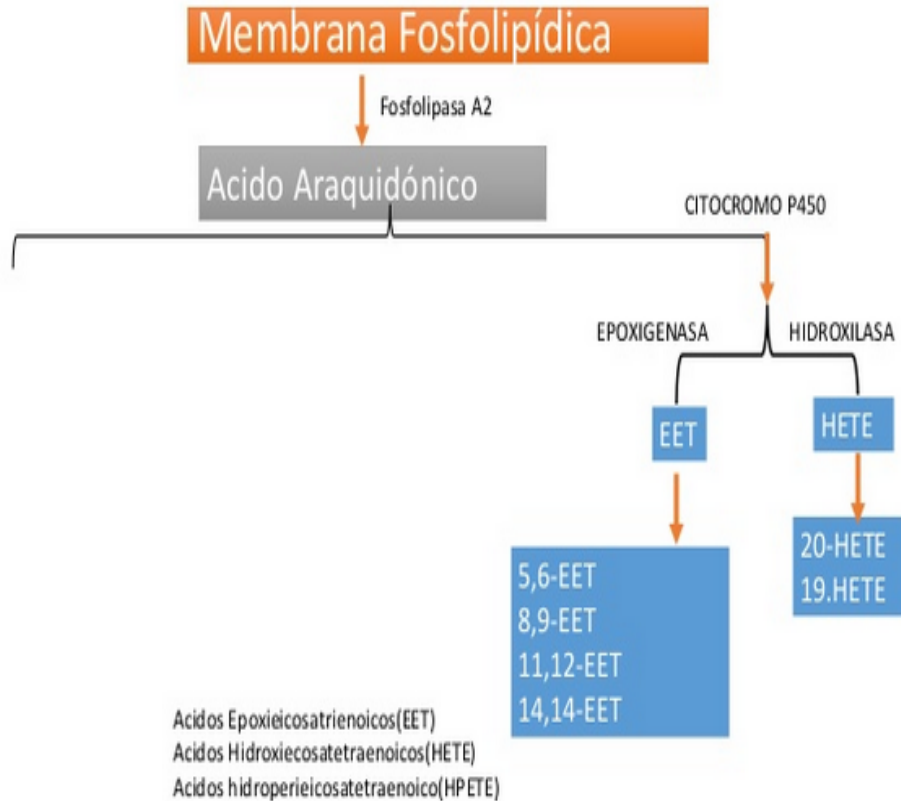 Membrana Fosfolipídica
Fosfolipasa A2
Acido Araquidónico
CITOCROMO P450
EPOXIGENASA
HIDROXILASA
EET
HETE
5,6-EET
8,9-EET
11,12-EET
14,14-EET
20-HETE
19.HETE
Acidos Epoxieicosatrienoicos(EET)
Acidos Hidroxiecosatetraenoicos(HETE)
Acidos hidroperieicosatetraenoico(HPETE)